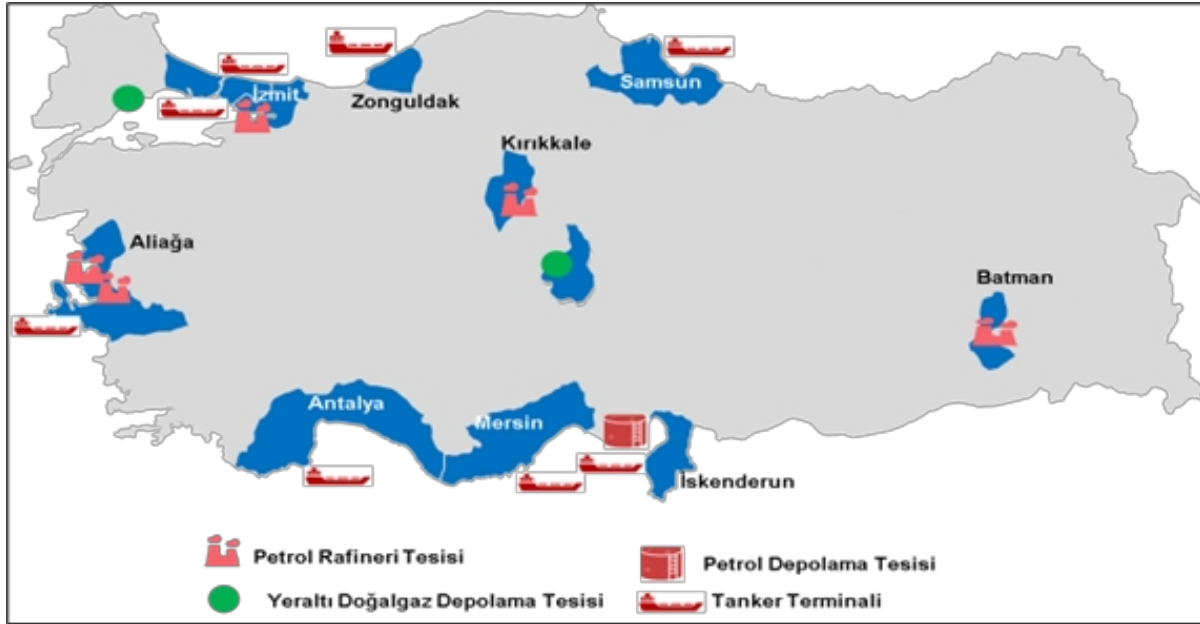 İzmit
Zonguldak
Samsun
Kırıkkale
Aliağa
Batman
Antalya
Mersin
İskenderun
Petrol Rafineri Tesisi
Petrol Depolama Tesisi
Yeraltı Doğalgaz Depolama Tesisi
Tanker Terminali